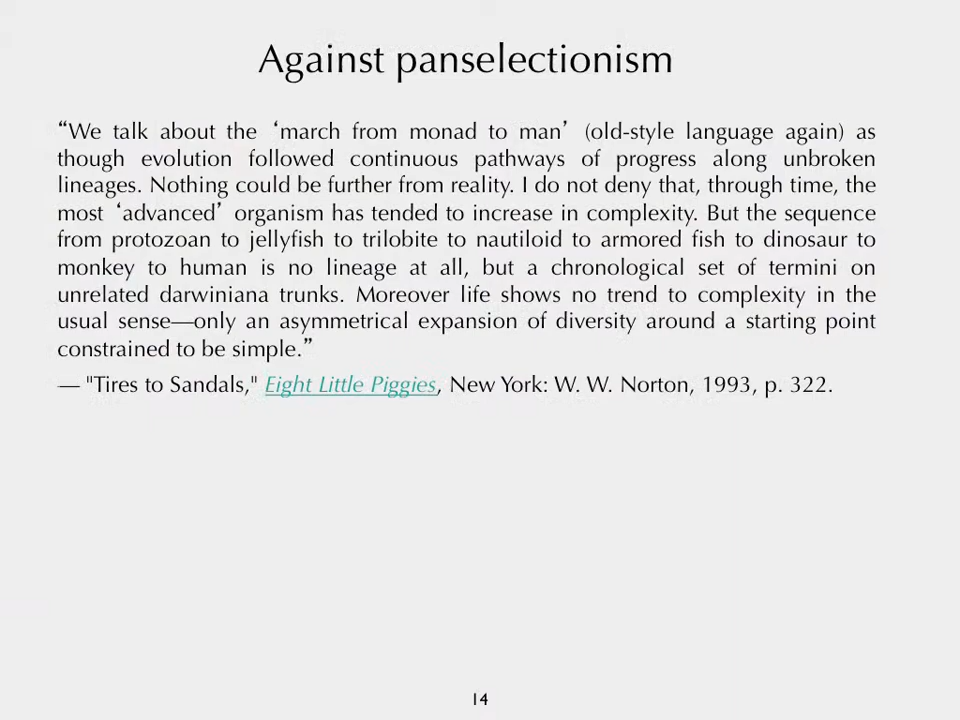 Against panselectionism
“We talk about the ‘march from monad to man’ (old-style language again) as
though evolution followed continuous pathways of progress along unbroken
lineages. Nothing could be further from reality. I do not deny that, through time, the
most ‘advanced’ organism has tended to increase in complexity. But the sequence
from protozoan to jellyfish to trilobite to nautiloid to armored fish to dinosaur to
monkey to human is no lineage at all, but a chronological set of termini on
unrelated darwiniana trunks. Moreover life shows no trend to complexity in the
usual sense—only an asymmetrical expansion of diversity around a starting point
constrained to be simple.”
— "Tires to Sandals," Eight Little Piggies, New York: W. W. Norton, 1993, p. 322.
14